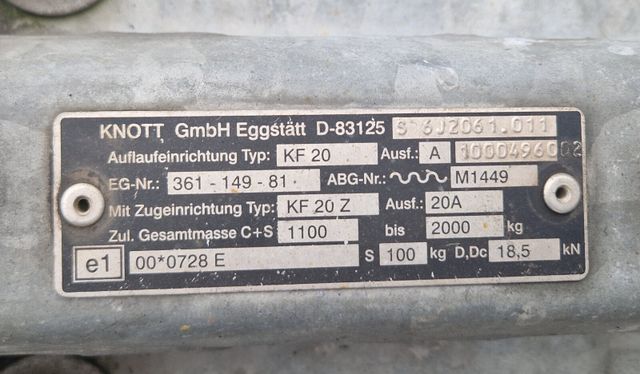 KNOTT GmbH Eggstätt D-83125 S 6J2061.011
Auflaufeinrichtung Typ: KF 20 Ausf.: A 1000496002
EG-Nr.: 361 - 149 - 81 · ABG-Nr.: M1449
Mit Zugeinrichtung Typ: KF 20 Z Ausf.: 20A
Zul. Gesamtmasse C+S 1100 bis 2000 kg
e1 00*0728 E S 100 kg D,Dc 18,5 kN